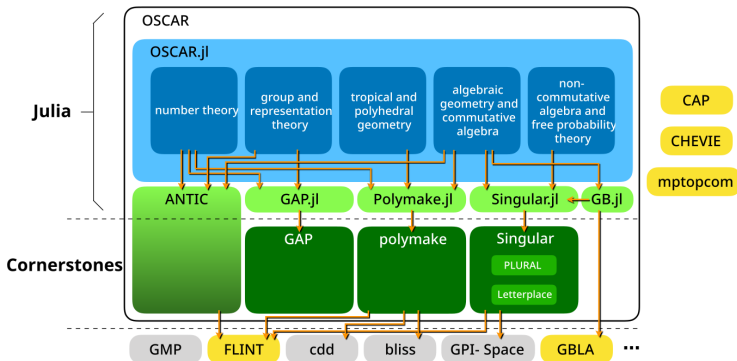 OSCAR
OSCAR.jl
number theory
group and
representation
theory
tropical and
polyhedral
geometry
algebraic
geometry and
commutative
algebra
non-
commutative
algebra and
free probability
theory
Julia
CAP
CHEVIE
mptopcom
ANTIC
GAP.jl
Polymake.jl
Singular.jl
GB.jl
Cornerstones
GAP
polymake
Singular
PLURAL
Letterplace
GMP
FLINT
cdd
bliss
GPI- Space
GBLA
...